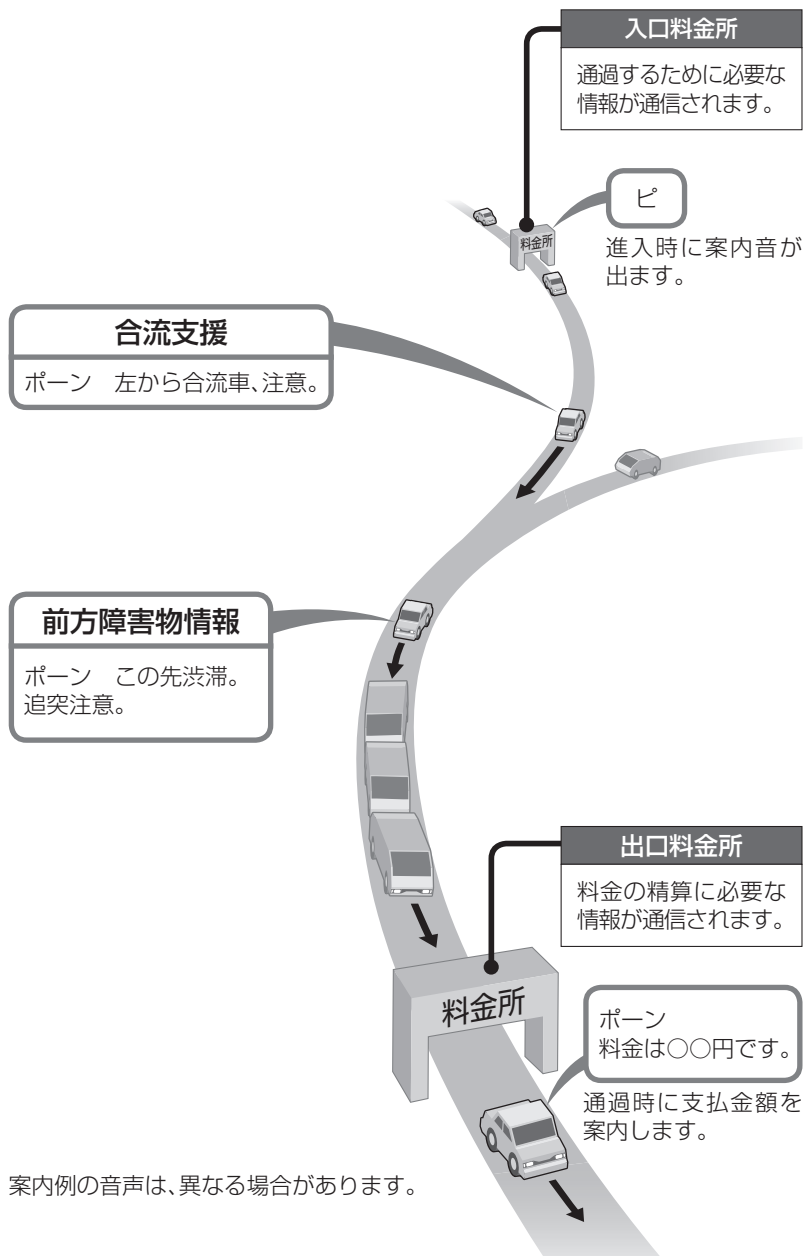 入口料金所
通過するために必要な
情報が通信されます。
ピ
進入時に案内音が
出ます。
料金所
合流支援
ポーン　左から合流車、注意。
前方障害物情報
ポーン　この先渋滞。
追突注意。
出口料金所
料金の精算に必要な
情報が通信されます。
料金所
ポーン
料金は○○円です。
通過時に支払金額を
案内します。
案内例の音声は、異なる場合があります。